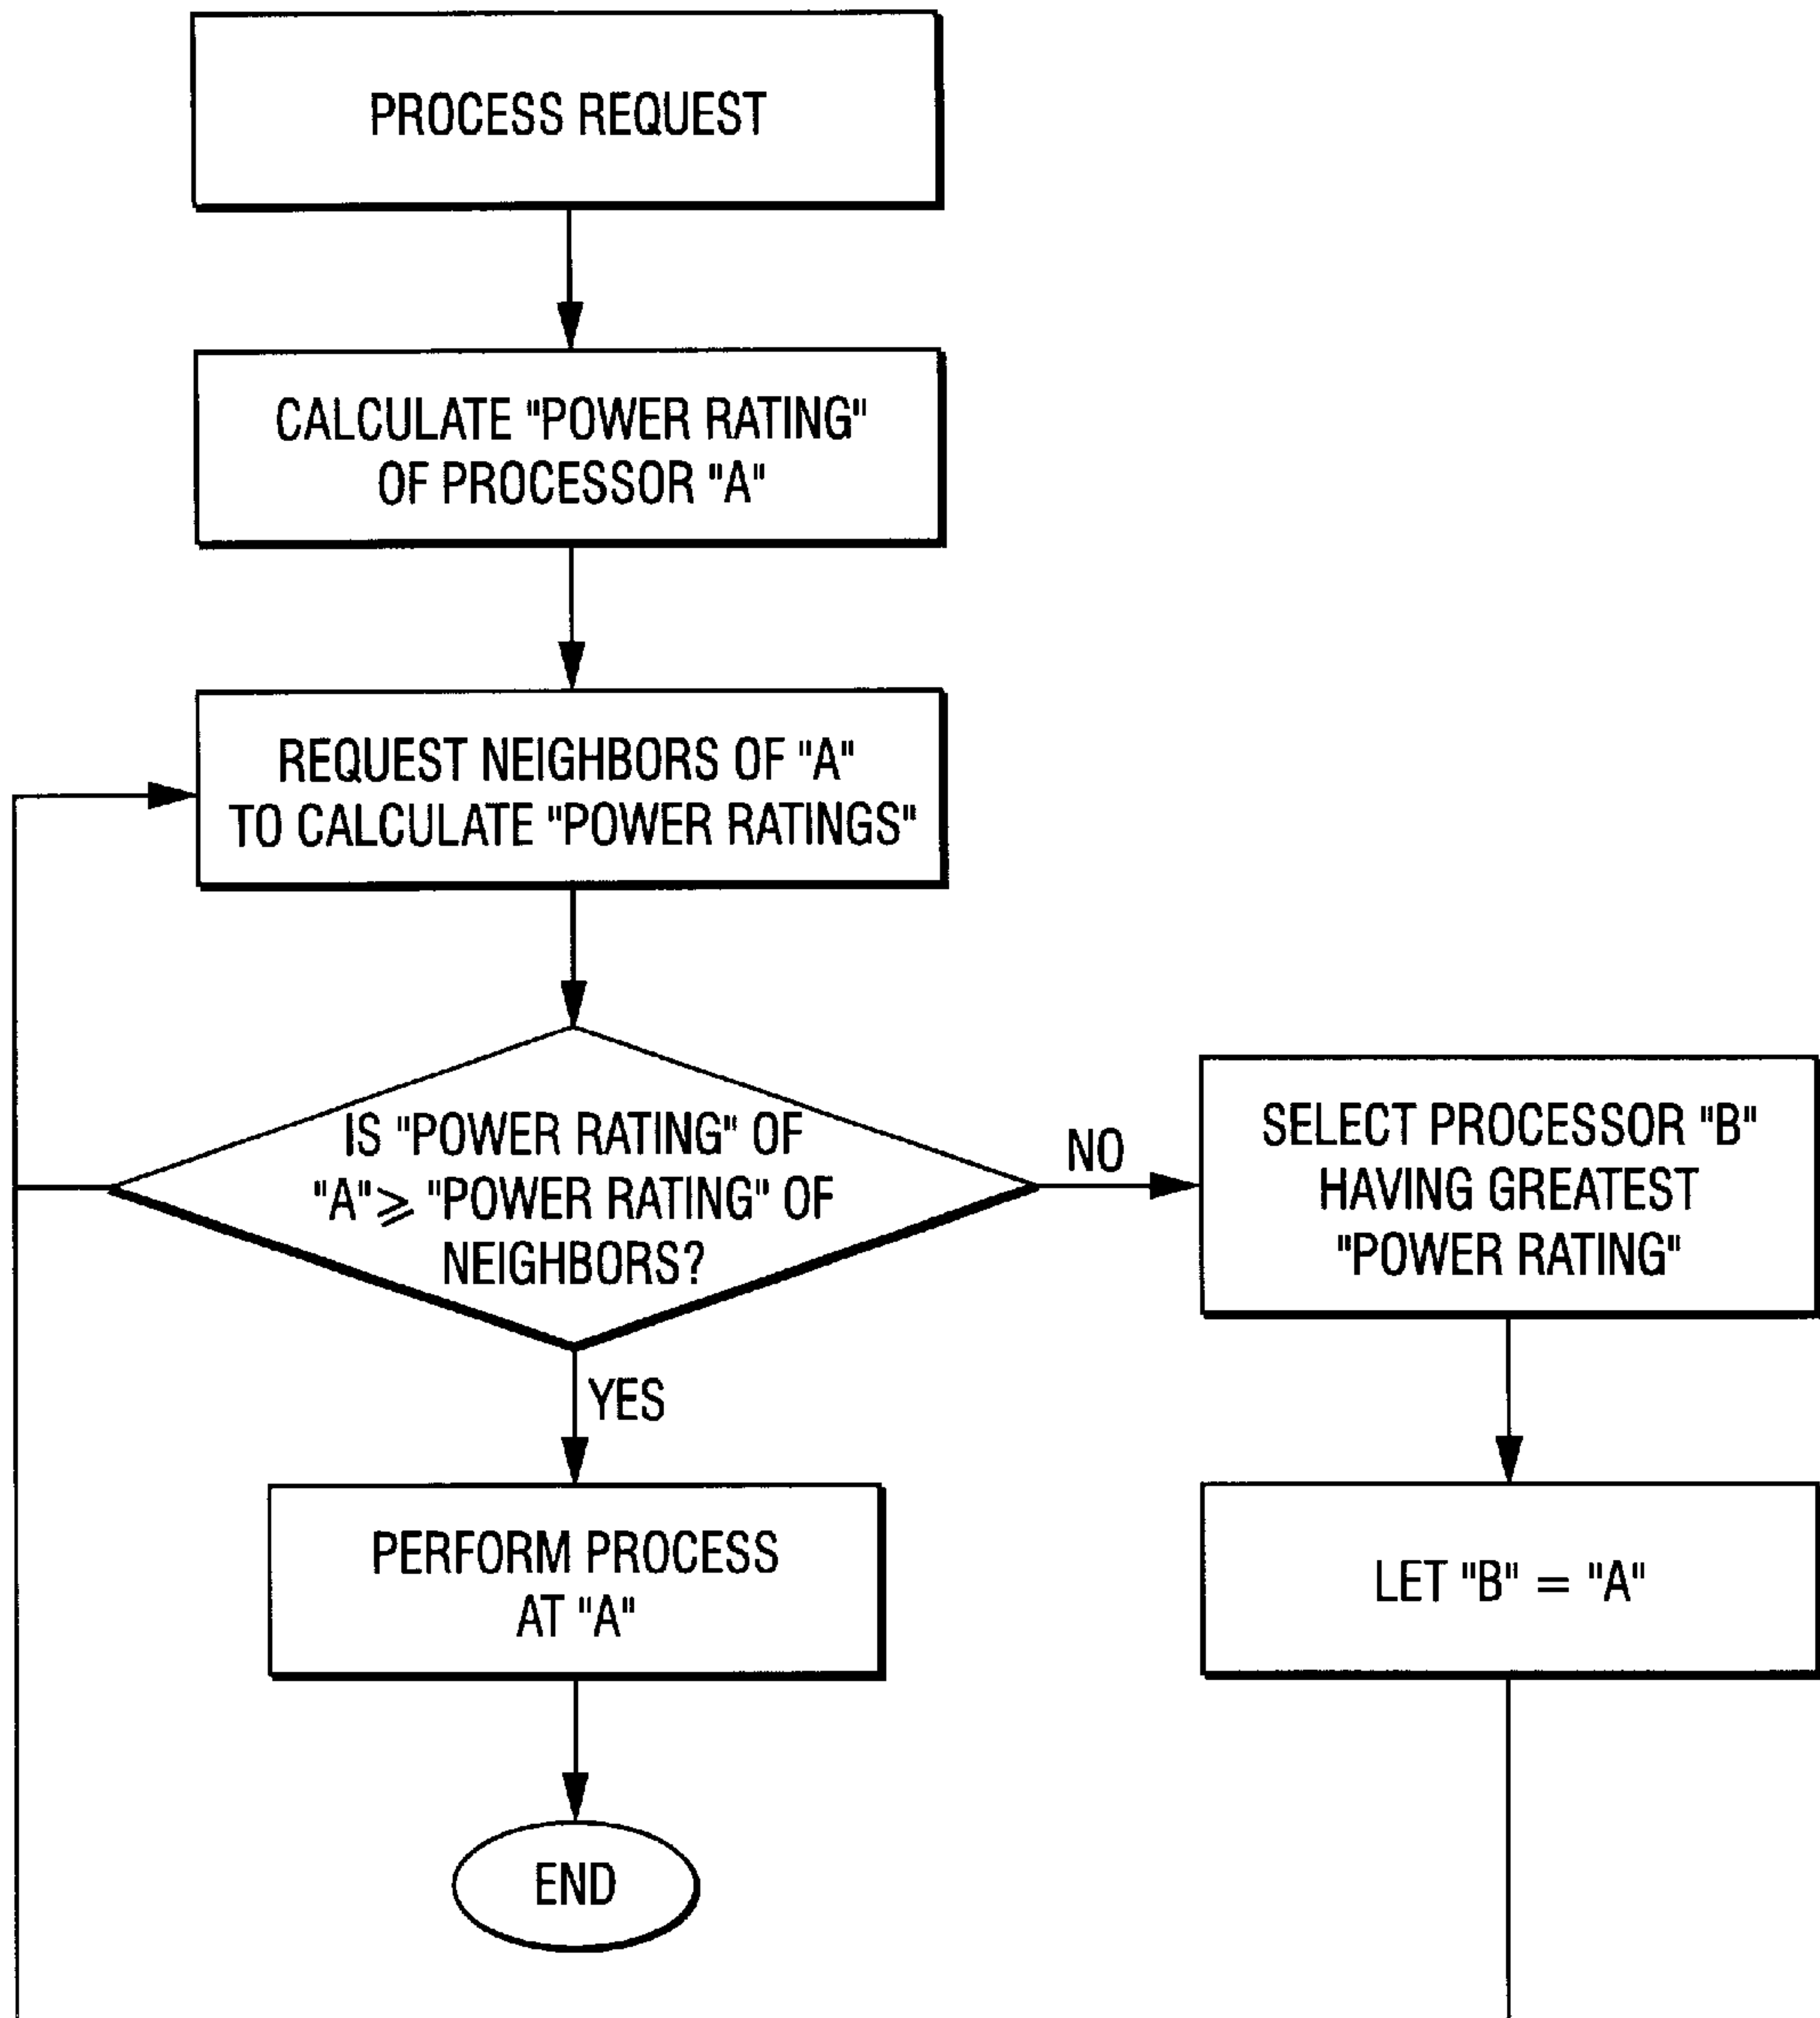 PROCESS REQUEST
CALCULATE "POWER RATING"
OF PROCESSOR "A"
REQUEST NEIGHBORS OF "A"
TO CALCULATE "POWER RATINGS"
IS "POWER RATING" OF
"A" ⩾ "POWER RATING" OF
NEIGHBORS?
NO
SELECT PROCESSOR "B"
HAVING GREATEST
"POWER RATING"
YES
PERFORM PROCESS
AT "A"
LET "B" = "A"
END